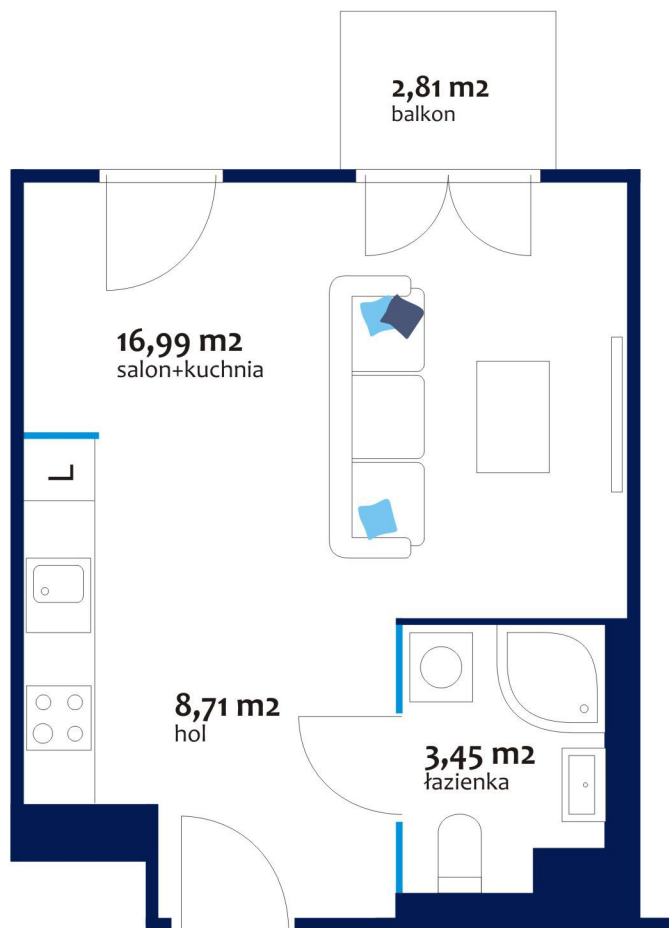 2,81 m2
balkon
16,99 m2
salon+kuchnia
L
8,71 m2
hol
3,45 m2
łazienka